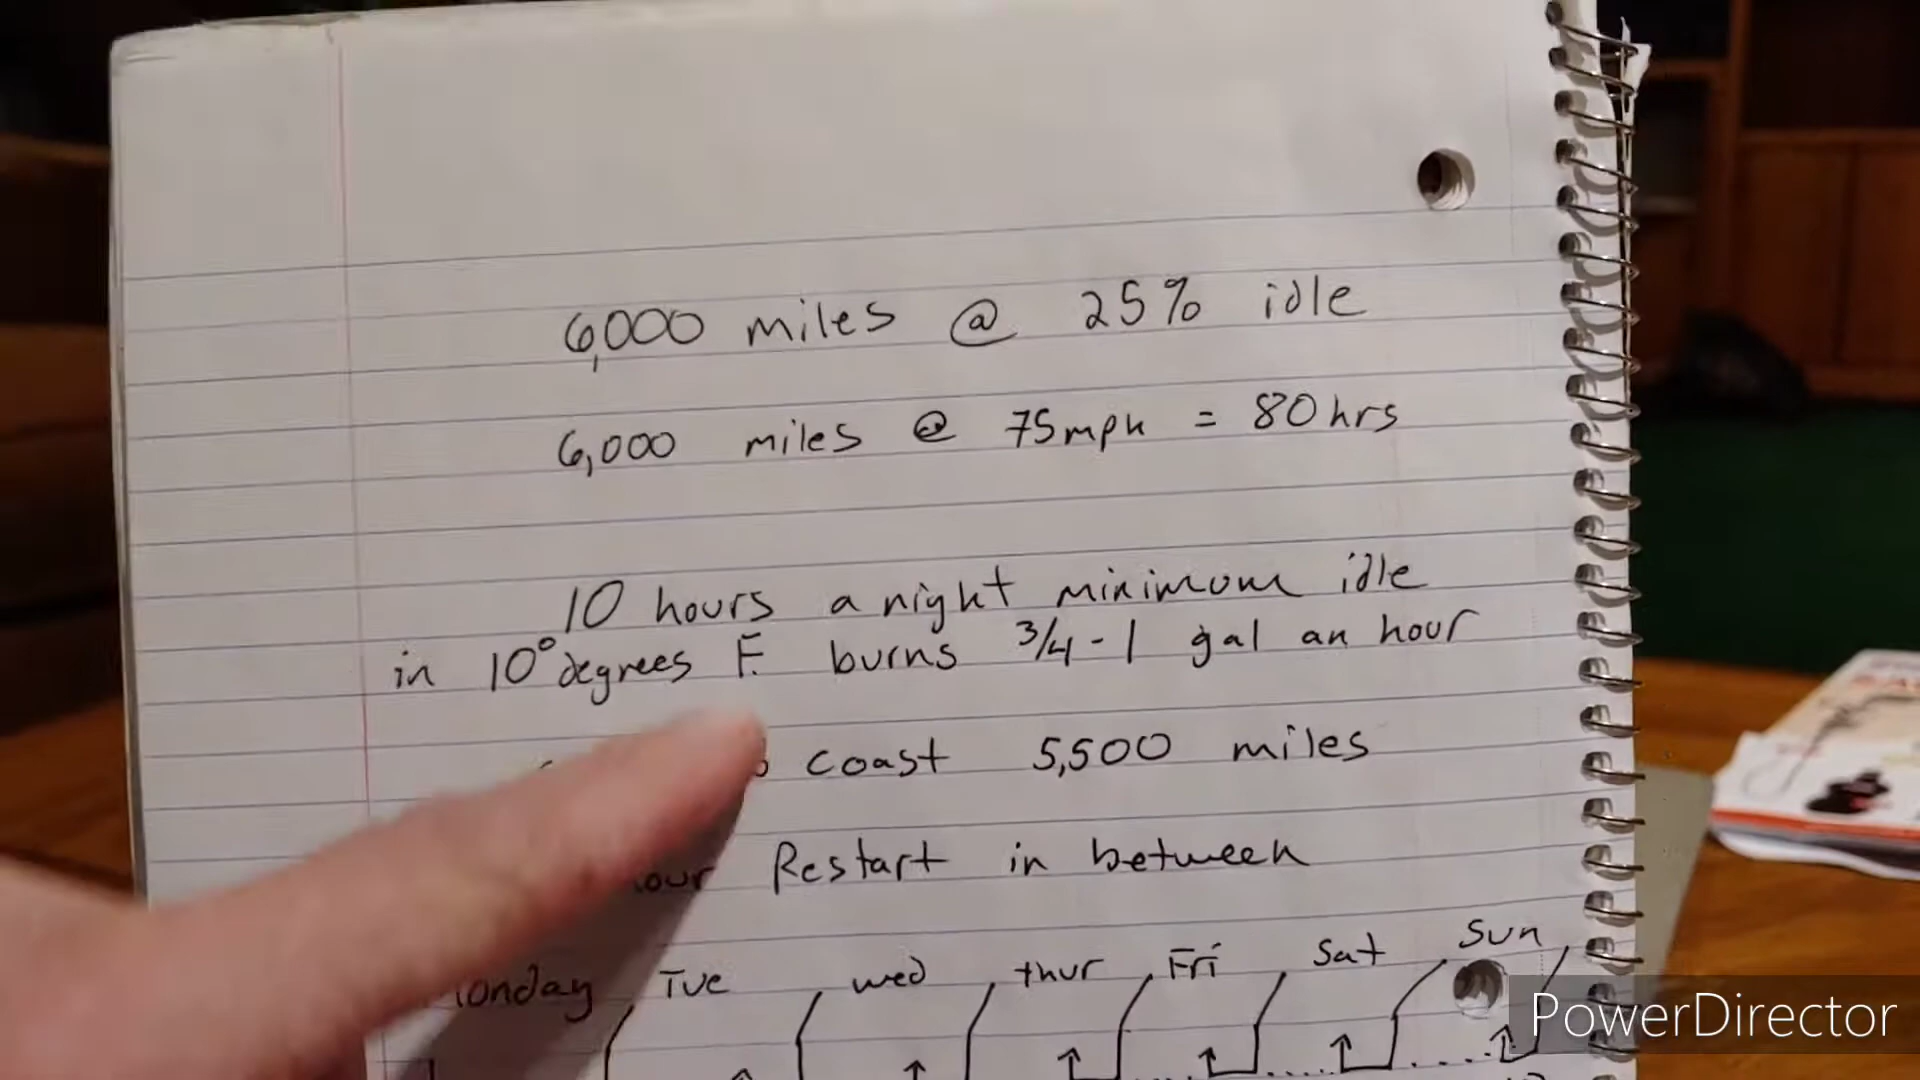 6,000 miles @ 25% idle
6,000 miles @ 75mph = 80hrs
10 hours a night minimum idle
in 10° degrees F. burns 3/4 - 1 gal an hour
coast 5,500 miles
Restart in between
Tue wed thur Fri Sat Sun
PowerDirector